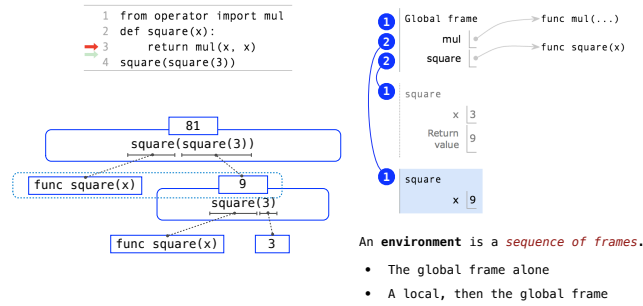 1 from operator import mul
2 def square(x):
3 return mul(x, x)
4 square(square(3))
81
square(square(3))
func square(x)
9
square(3)
func square(x)
3
1 Global frame
2 mul
2 square
func mul(...)
func square(x)
1 square
x 3
Return value 9
1 square
x 9
An environment is a sequence of frames.
• The global frame alone
• A local, then the global frame